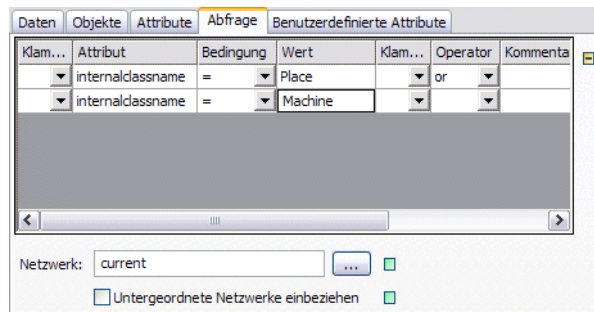 Daten Objekte Attribute Abfrage Benutzerdefinierte Attribute
Klam... Attribut Bedingung Wert Klam... Operator Kommenta
internalclassname = Place or
internalclassname = Machine
Netzwerk: current ...
Untergeordnete Netzwerke einbeziehen